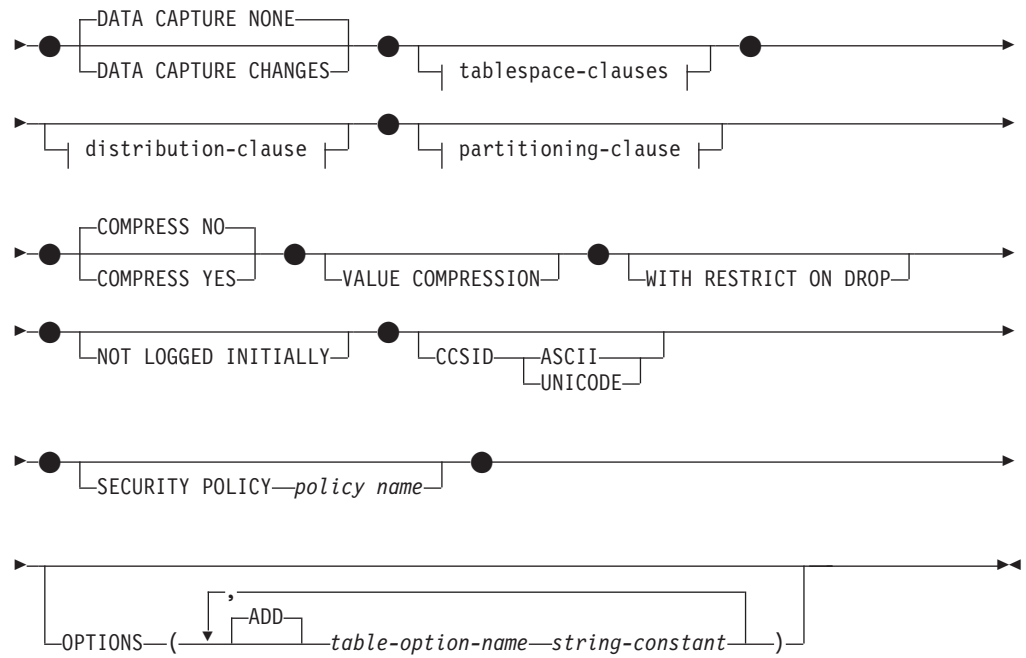 DATA CAPTURE NONE
DATA CAPTURE CHANGES
tablespace-clauses
distribution-clause
partitioning-clause
COMPRESS NO
COMPRESS YES
VALUE COMPRESSION
WITH RESTRICT ON DROP
NOT LOGGED INITIALLY
CCSID
ASCII
UNICODE
SECURITY POLICY policy name
,
ADD
OPTIONS ( table-option-name string-constant )